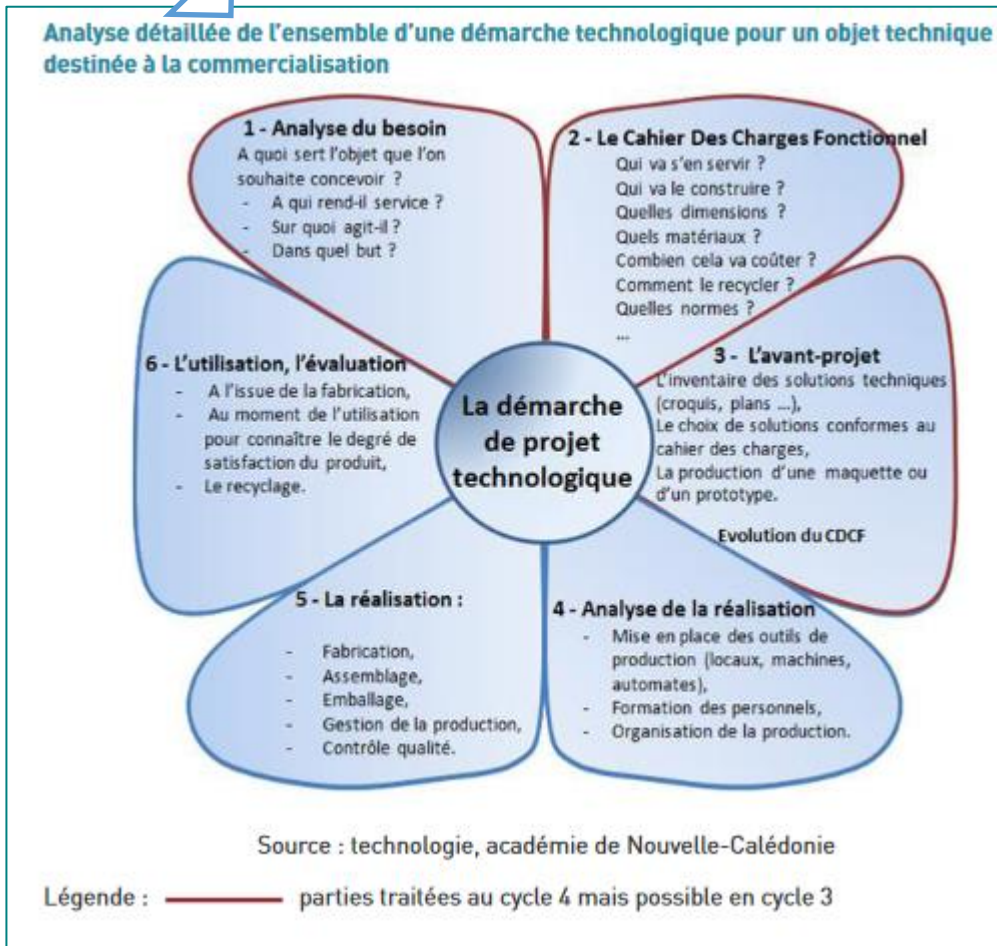 Analyse détaillée de l'ensemble d'une démarche technologique pour un objet technique
destinée à la commercialisation
1 - Analyse du besoin
A quoi sert l'objet que l'on
souhaite concevoir ?
- A qui rend-il service ?
- Sur quoi agit-il ?
- Dans quel but ?
2 - Le Cahier Des Charges Fonctionnel
Qui va s'en servir ?
Qui va le construire ?
Quelles dimensions ?
Quels matériaux ?
Combien cela va coûter ?
Comment le recycler ?
Quelles normes ?
...
3 - L'avant-projet
L'inventaire des solutions techniques
(croquis, plans ...),
Le choix de solutions conformes au
cahier des charges,
La production d'une maquette ou
d'un prototype.
Evolution du CDCF
4 - Analyse de la réalisation
- Mise en place des outils de
production (locaux, machines,
automates),
- Formation des personnels,
- Organisation de la production.
5 - La réalisation :
- Fabrication,
- Assemblage,
- Emballage,
- Gestion de la production,
- Contrôle qualité.
6 - L'utilisation, l'évaluation
- A l'issue de la fabrication,
- Au moment de l'utilisation
pour connaître le degré de
satisfaction du produit,
- Le recyclage.
La démarche
de projet
technologique
Source : technologie, académie de Nouvelle-Calédonie
Légende : parties traitées au cycle 4 mais possible en cycle 3